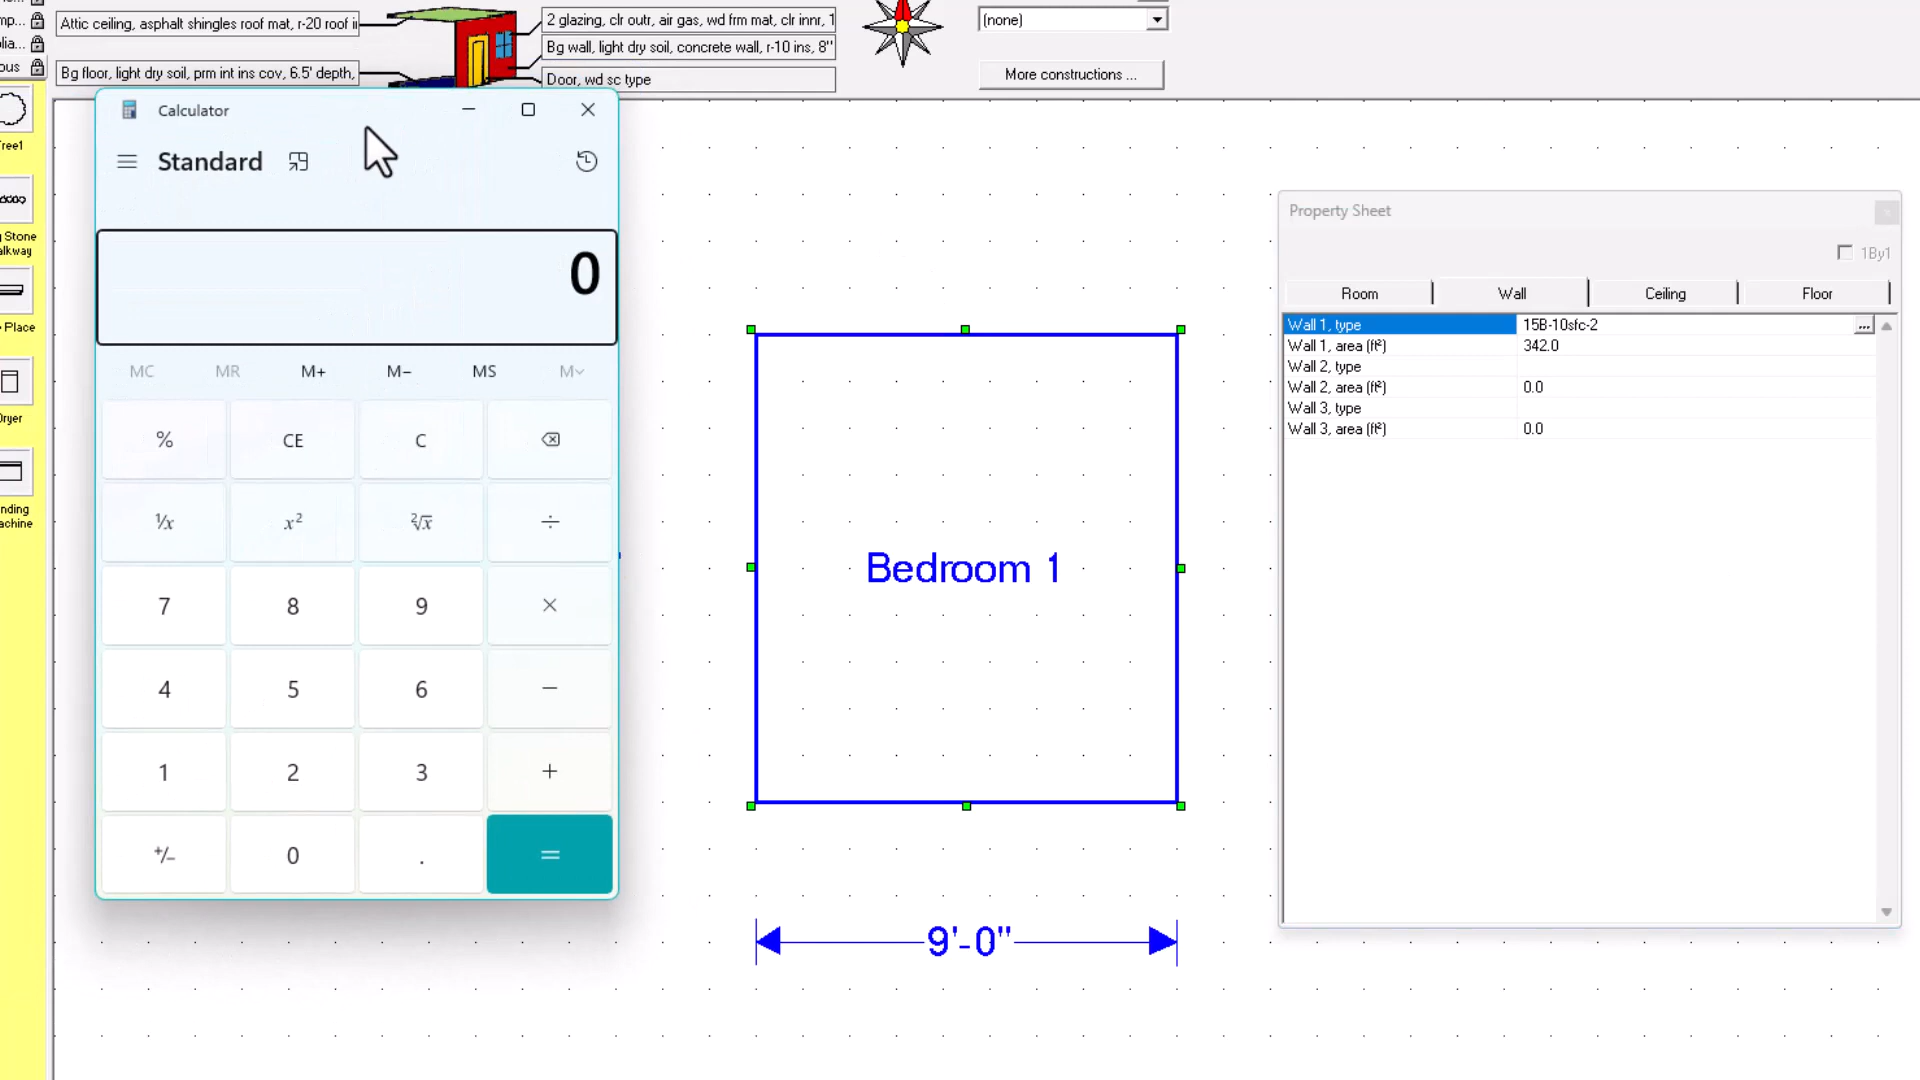 Attic ceiling, asphalt shingles roof mat, r-20 roof
2 glazing, clr outr, air gas, wd frm mat, clr innr, 1
(none)
Bg wall, light dry soil, concrete wall, r-10 ins, 8"
Bg floor, light dry soil, prm int ins cov, 6.5' depth,
Door, wd sc type
More constructions ...
mp...
lia...
ous
ree1
Stone
alkway
Place
Dryer
nding
achine
Calculator
Standard
0
MC MR M+ M− MS M
% CE C
¹/x x² ²√x ÷
7 8 9 ×
4 5 6 −
1 2 3 +
+/− 0 . =
Bedroom 1
9'-0"
Property Sheet
1By1
Room Wall Ceiling Floor
Wall 1, type 15B-10sfc-2 ...
Wall 1, area (ft²) 342.0
Wall 2, type
Wall 2, area (ft²) 0.0
Wall 3, type
Wall 3, area (ft²) 0.0